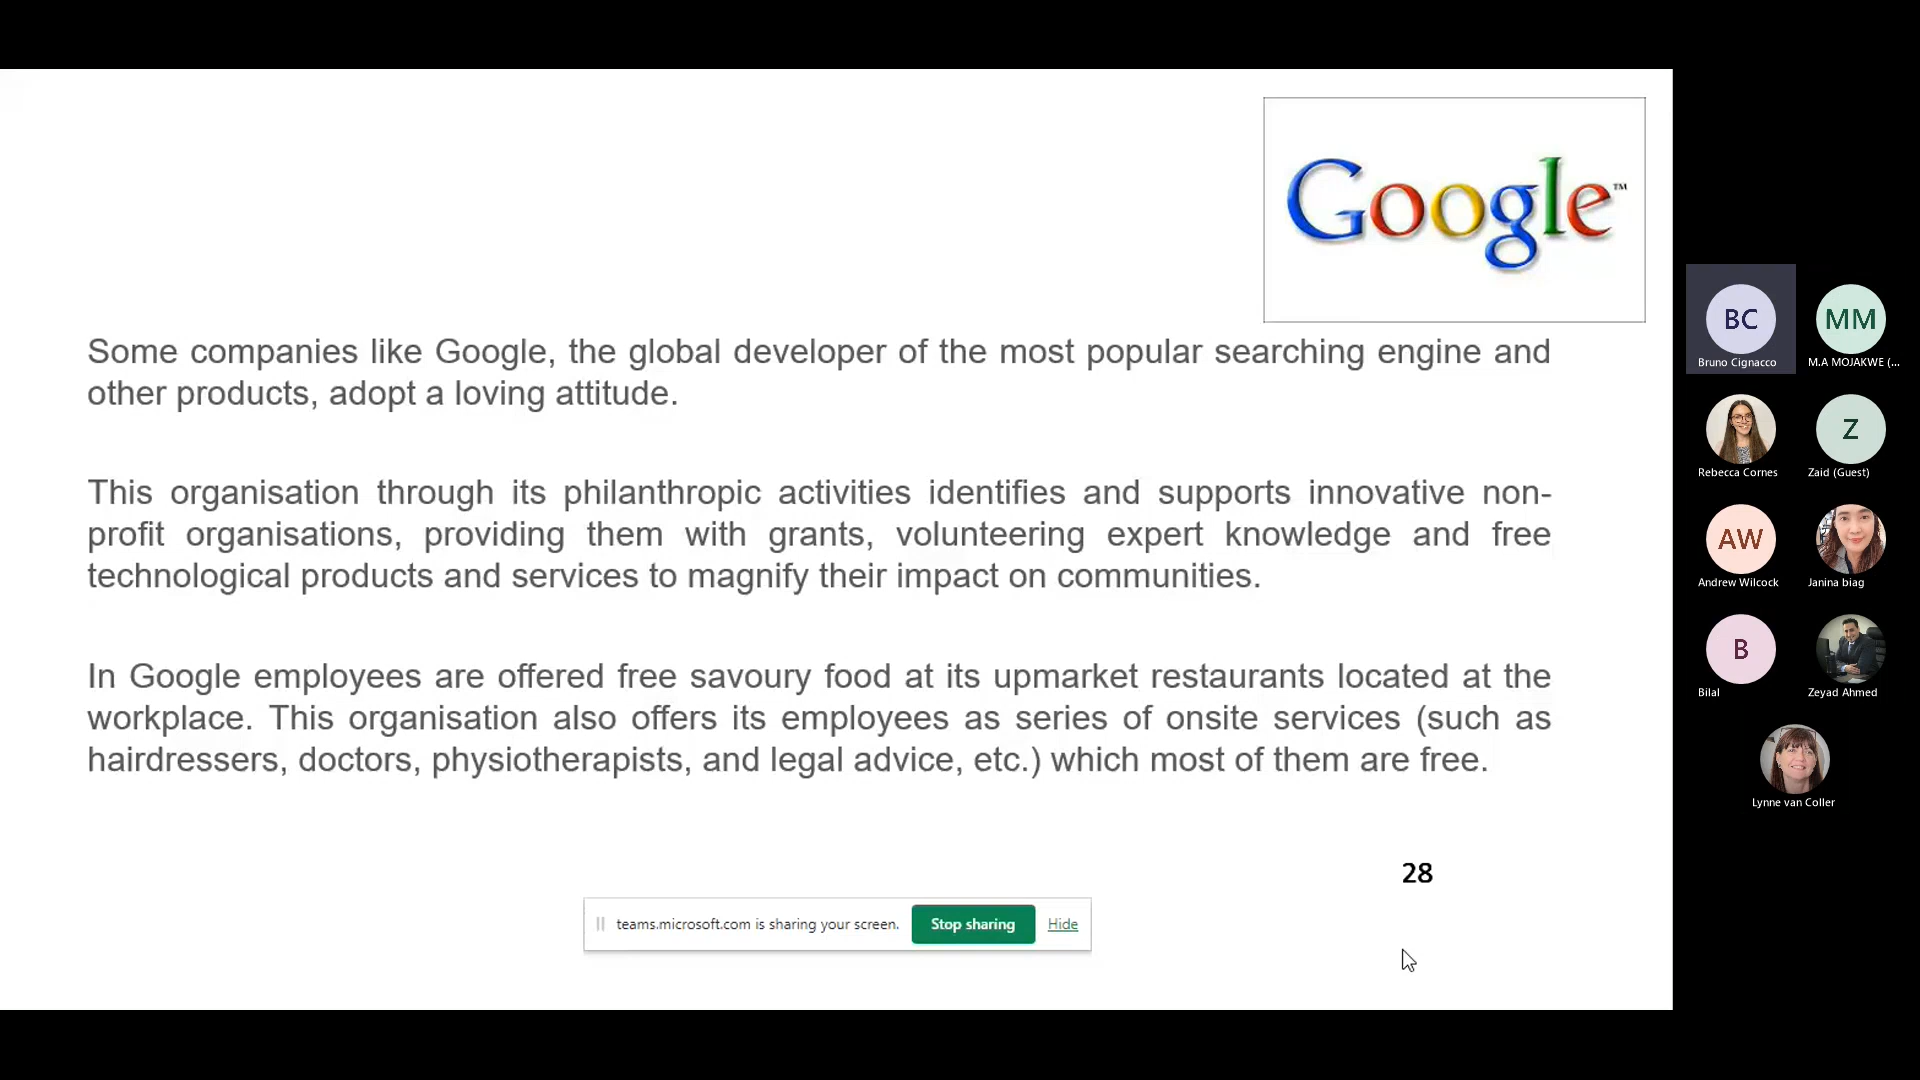 Google™
Some companies like Google, the global developer of the most popular searching engine and
other products, adopt a loving attitude.
This organisation through its philanthropic activities identifies and supports innovative non-
profit organisations, providing them with grants, volunteering expert knowledge and free
technological products and services to magnify their impact on communities.
In Google employees are offered free savoury food at its upmarket restaurants located at the
workplace. This organisation also offers its employees as series of onsite services (such as
hairdressers, doctors, physiotherapists, and legal advice, etc.) which most of them are free.
28
teams.microsoft.com is sharing your screen. Stop sharing Hide
BC MM
Bruno Cignacco M.A MOJAKWE (...
Z
Rebecca Cornes Zaid (Guest)
AW
Andrew Wilcock Janina biag
B
Bilal Zeyad Ahmed
Lynne van Coller